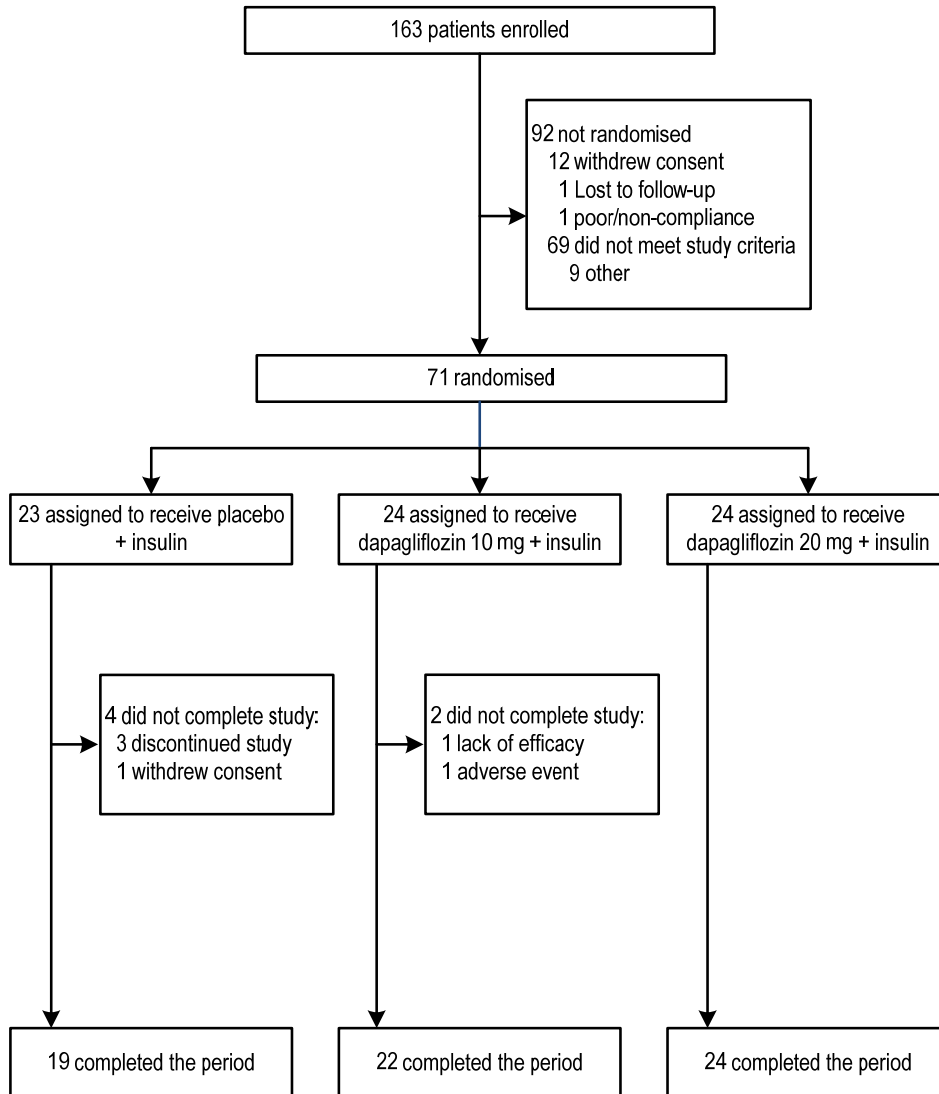 163 patients enrolled
92 not randomised
12 withdrew consent
1 Lost to follow-up
1 poor/non-compliance
69 did not meet study criteria
9 other
71 randomised
23 assigned to receive placebo
+ insulin
24 assigned to receive
dapagliflozin 10 mg + insulin
24 assigned to receive
dapagliflozin 20 mg + insulin
4 did not complete study:
3 discontinued study
1 withdrew consent
2 did not complete study:
1 lack of efficacy
1 adverse event
19 completed the period
22 completed the period
24 completed the period